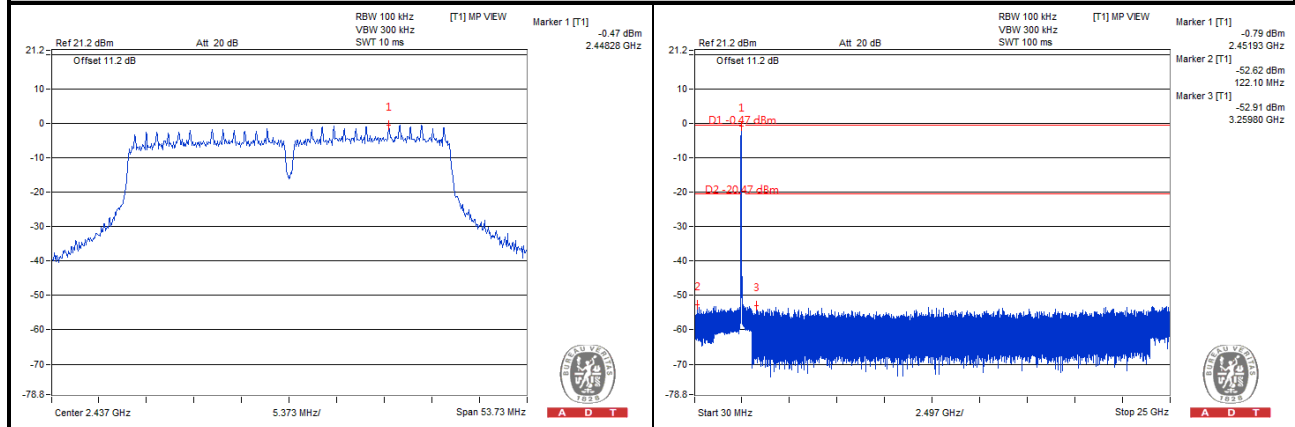 RBW 100 kHz
[T1] MP VIEW
VBW 300 kHz
Ref 21.2 dBm
Att 20 dB
SWT 10 ms
Marker 1 [T1]
-0.47 dBm
2.44828 GHz
Offset 11.2 dB
21.2
10
0
-10
-20
-30
-40
-50
-60
-70
-78.8
1
Center 2.437 GHz
5.373 MHz/
Span 53.73 MHz
BUREAU VERITAS
1828
A D T
RBW 100 kHz
[T1] MP VIEW
VBW 300 kHz
Ref 21.2 dBm
Att 20 dB
SWT 100 ms
Marker 1 [T1]
-0.79 dBm
2.45193 GHz
Marker 2 [T1]
-52.62 dBm
122.10 MHz
Marker 3 [T1]
-52.91 dBm
3.25980 GHz
Offset 11.2 dB
21.2
10
0
-10
-20
-30
-40
-50
-60
-70
-78.8
1
D1 -0.47 dBm
D2 -20.47 dBm
2
3
Start 30 MHz
2.497 GHz/
Stop 25 GHz
BUREAU VERITAS
1828
A D T